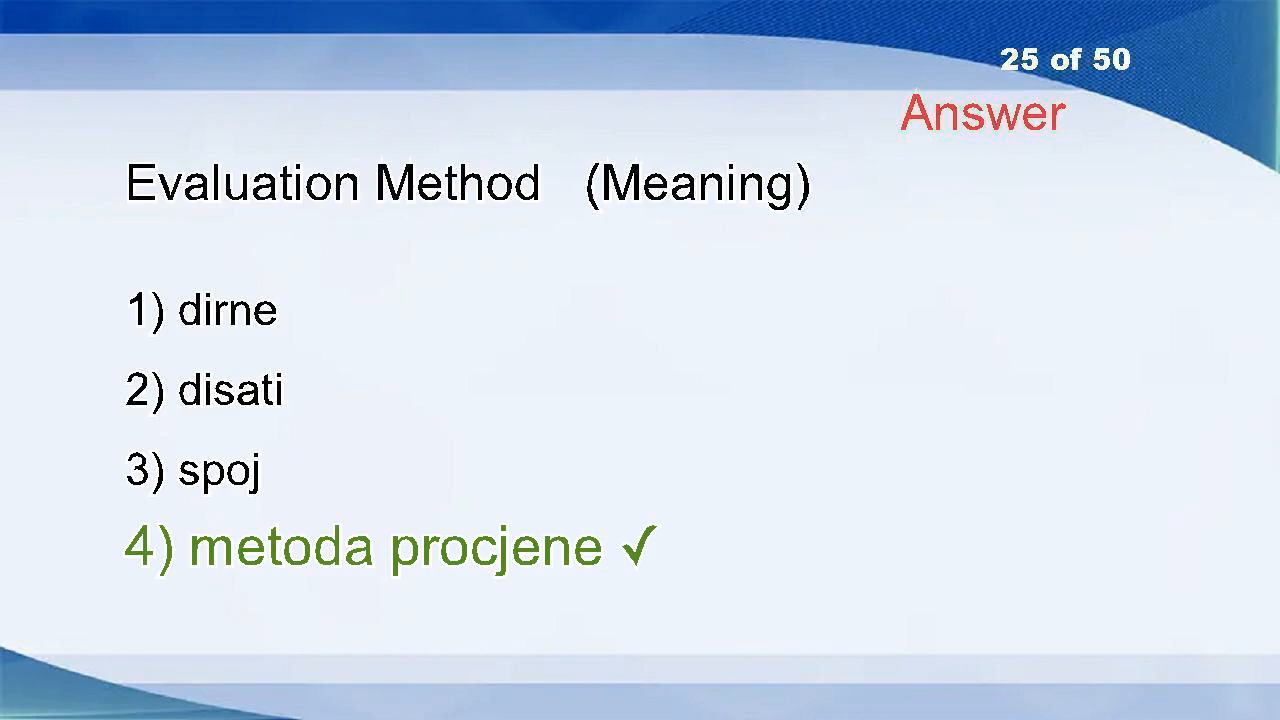 25 of 50
Answer
Evaluation Method (Meaning)
1) dirne
2) disati
3) spoj
4) metoda procjene ✓